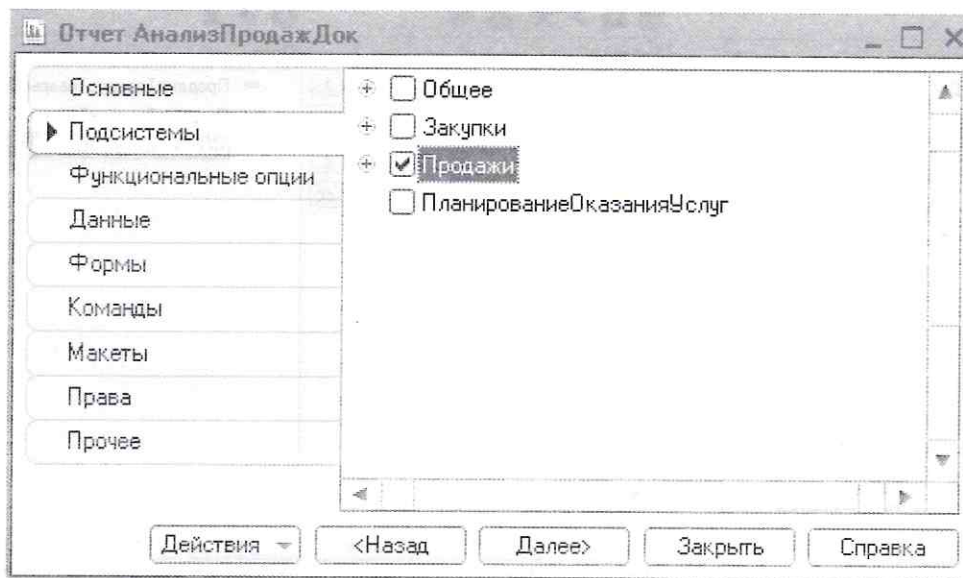 Отчет АнализПродажДок
Основные
Подсистемы
Функциональные опции
Данные
Формы
Команды
Макеты
Права
Прочее
Общее
Закупки
Продажи
ПланированиеОказанияУслуг
Действия
<Назад
Далее>
Закрыть
Справка